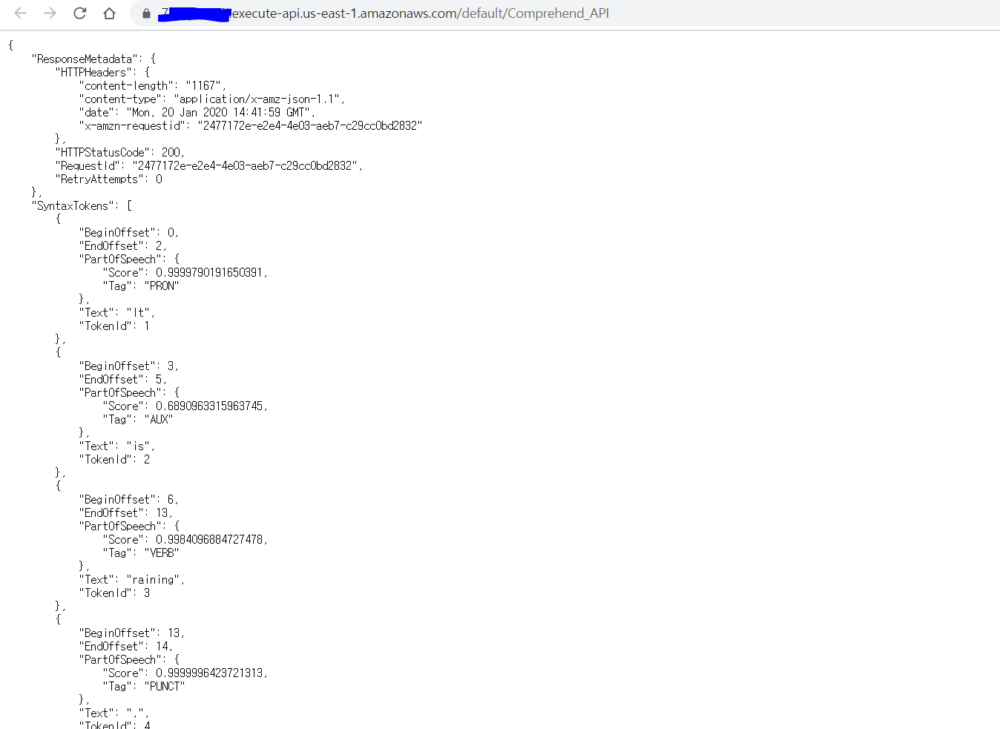 execute-api.us-east-1.amazonaws.com/default/Comprehend_API
{
    "ResponseMetadata": {
        "HTTPHeaders": {
            "content-length": "1167",
            "content-type": "application/x-amz-json-1.1",
            "date": "Mon, 20 Jan 2020 14:41:59 GMT",
            "x-amzn-requestid": "2477172e-e2e4-4e03-aeb7-c29cc0bd2832"
        },
        "HTTPStatusCode": 200,
        "RequestId": "2477172e-e2e4-4e03-aeb7-c29cc0bd2832",
        "RetryAttempts": 0
    },
    "SyntaxTokens": [
        {
            "BeginOffset": 0,
            "EndOffset": 2,
            "PartOfSpeech": {
                "Score": 0.9999790191650391,
                "Tag": "PRON"
            },
            "Text": "It",
            "TokenId": 1
        },
        {
            "BeginOffset": 3,
            "EndOffset": 5,
            "PartOfSpeech": {
                "Score": 0.6890963315963745,
                "Tag": "AUX"
            },
            "Text": "is",
            "TokenId": 2
        },
        {
            "BeginOffset": 6,
            "EndOffset": 13,
            "PartOfSpeech": {
                "Score": 0.9984096884727478,
                "Tag": "VERB"
            },
            "Text": "raining",
            "TokenId": 3
        },
        {
            "BeginOffset": 13,
            "EndOffset": 14,
            "PartOfSpeech": {
                "Score": 0.9999996423721313,
                "Tag": "PUNCT"
            },
            "Text": ",",
            "TokenId": 4